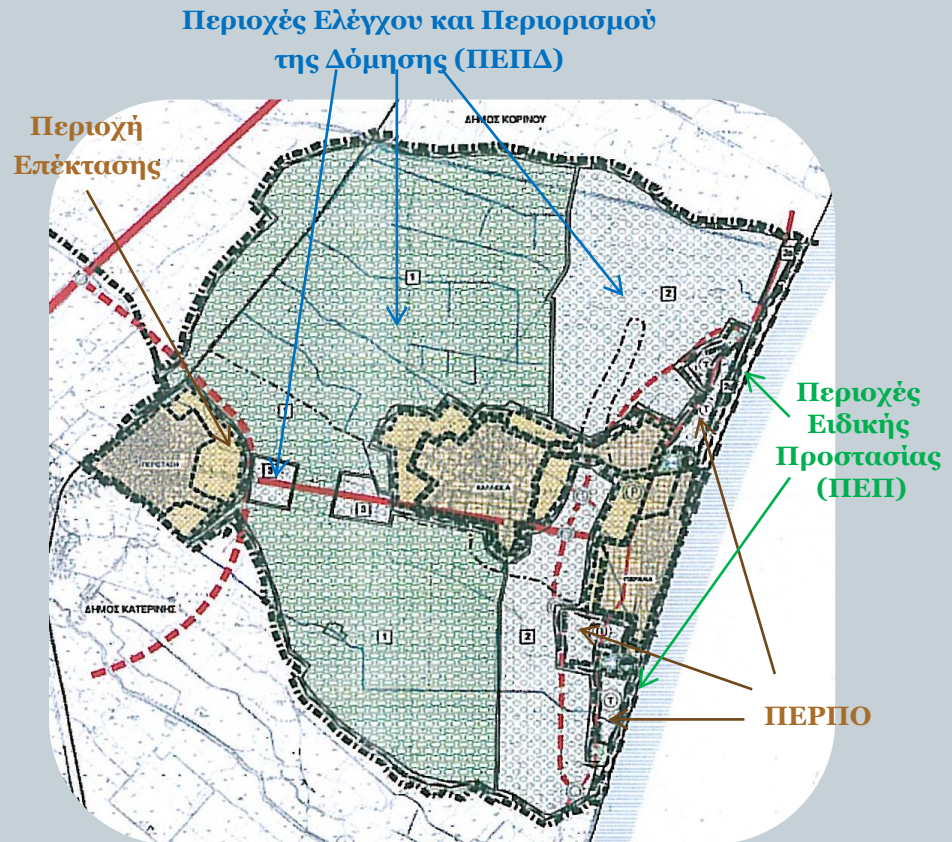 Περιοχές Ελέγχου και Περιορισμού
της Δόμησης (ΠΕΠΔ)
Περιοχή
Επέκτασης
ΔΗΜΟΣ ΚΟΡΙΝΟΥ
1
2
Περιοχές
Ειδικής
Προστασίας
(ΠΕΠ)
3
ΔΗΜΟΣ ΚΑΤΕΡΙΝΗΣ
1
2
Τ
ΠΕΡΠΟ